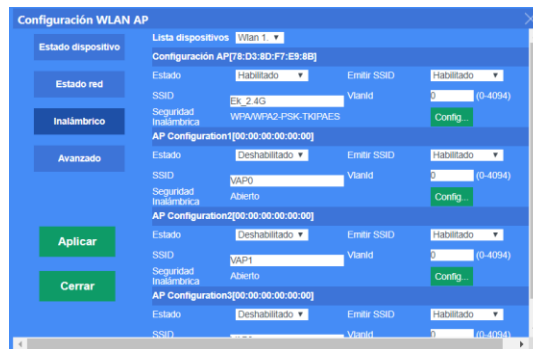 Configuración WLAN AP
Lista dispositivos Wlan 1.
Estado dispositivo
Configuración AP[78:D3:8D:F7:E9:8B]
Estado Habilitado Emitir SSID Habilitado
Estado red
SSID Ek_2.4G VlanId 0 (0-4094)
Seguridad Inalámbrica WPA/WPA2-PSK-TKIPAES Config...
Inalámbrico
AP Configuration1[00:00:00:00:00:00]
Estado Deshabilitado Emitir SSID Habilitado
Avanzado
SSID VAP0 VlanId 0 (0-4094)
Seguridad Inalámbrica Abierto Config...
AP Configuration2[00:00:00:00:00:00]
Estado Deshabilitado Emitir SSID Habilitado
Aplicar
SSID VAP1 VlanId 0 (0-4094)
Seguridad Inalámbrica Abierto Config...
Cerrar
AP Configuration3[00:00:00:00:00:00]
Estado Deshabilitado Emitir SSID Habilitado
SSID VlanId 0 (0-4094)